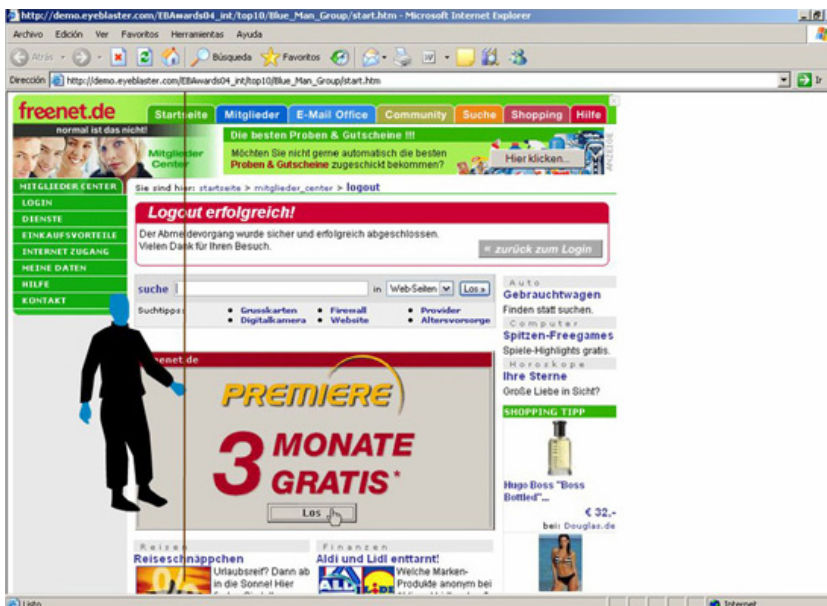 http://demo.eyeblaster.com/EBAwards04_int/top10/Blue_Man_Group/start.htm - Microsoft Internet Explorer
Archivo Edición Ver Favoritos Herramientas Ayuda
Atrás Búsqueda Favoritos
Dirección http://demo.eyeblaster.com/EBAwards04_int/top10/Blue_Man_Group/start.htm Ir
freenet.de
normal ist das nicht!
Startseite Mitglieder E-Mail Office Community Suche Shopping Hilfe
Mitglieder
Center
Die besten Proben & Gutscheine !!!
Möchten Sie nicht gerne automatisch die besten
Proben & Gutscheine zugeschickt bekommen?
Hier klicken...
ANZEIGE
MITGLIEDER CENTER
LOGIN
DIENSTE
EINKAUFSVORTEILE
INTERNET ZUGANG
MEINE DATEN
HILFE
KONTAKT
Sie sind hier: startseite > mitglieder_center > logout
Logout erfolgreich!
Der Abmeldevorgang wurde sicher und erfolgreich abgeschlossen.
Vielen Dank für Ihren Besuch.
« zurück zum Login
suche in Web-Seiten Los »
Suchtipps: • Grusskarten • Firewall • Provider
• Digitalkamera • Website • Altersvorsorge
freenet.de
PREMIERE
3 MONATE
GRATIS*
Los
Auto
Gebrauchtwagen
Finden statt suchen.
Computer
Spitzen-Freegames
Spiele-Highlights gratis.
Horoskope
Ihre Sterne
Große Liebe in Sicht?
SHOPPING TIPP
Hugo Boss "Boss
Bottled"...
€ 32,-
bei: Douglas.de
Reisen
Reiseschnäppchen
Urlaubsreif? Dann ab
in die Sonne! Hier
Finanzen
Aldi und Lidl enttarnt!
ALDI
LIDL
Welche Marken-
Produkte anonym bei
Listo Internet